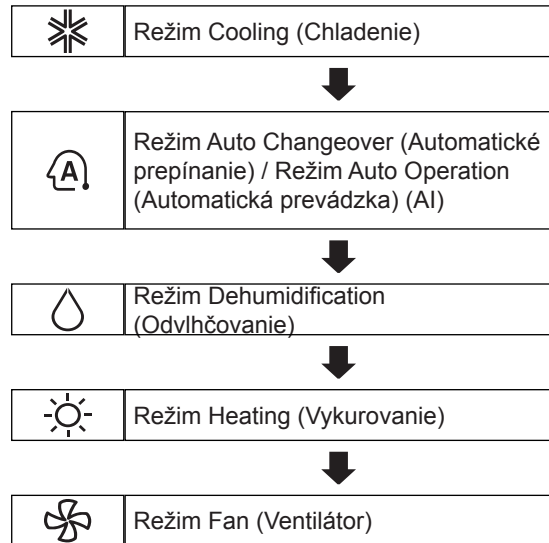 Režim Cooling (Chladenie)
A
Režim Auto Changeover (Automatické
prepínanie) / Režim Auto Operation
(Automatická prevádzka) (AI)
Režim Dehumidification
(Odvlhčovanie)
Režim Heating (Vykurovanie)
Režim Fan (Ventilátor)